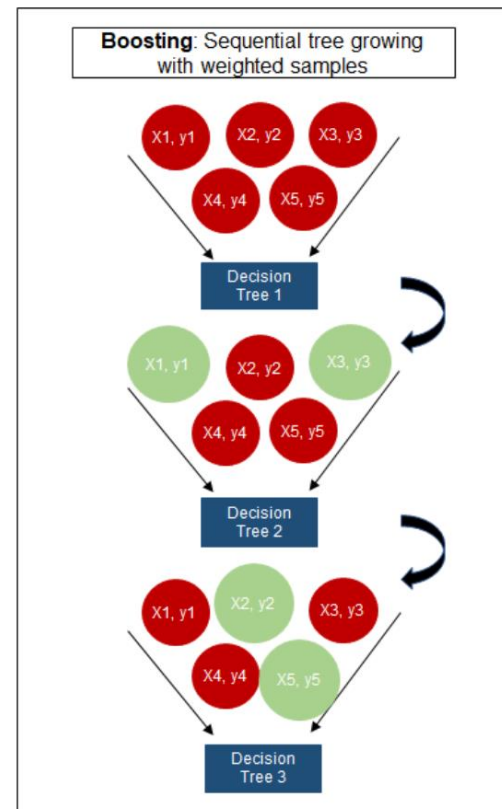 Boosting: Sequential tree growing
with weighted samples
X1, y1
X2, y2
X3, y3
X4, y4
X5, y5
Decision
Tree 1
X1, y1
X2, y2
X3, y3
X4, y4
X5, y5
Decision
Tree 2
X1, y1
X2, y2
X3, y3
X4, y4
X5, y5
Decision
Tree 3